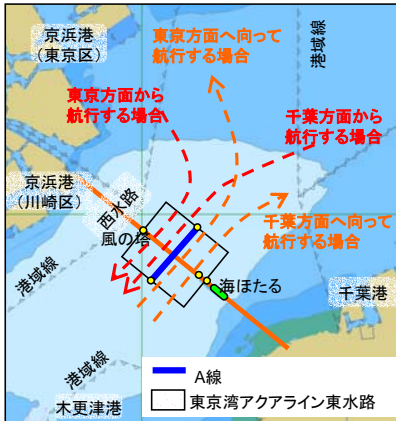 京浜港
(東京区)
東京方面へ向って
航行する場合
港域線
東京方面から
航行する場合
千葉方面から
航行する場合
京浜港
(川崎区)
西水路
風の塔
千葉方面へ向って
航行する場合
海ほたる
千葉港
港域線
港域線
木更津港
A線
東京湾アクアライン東水路